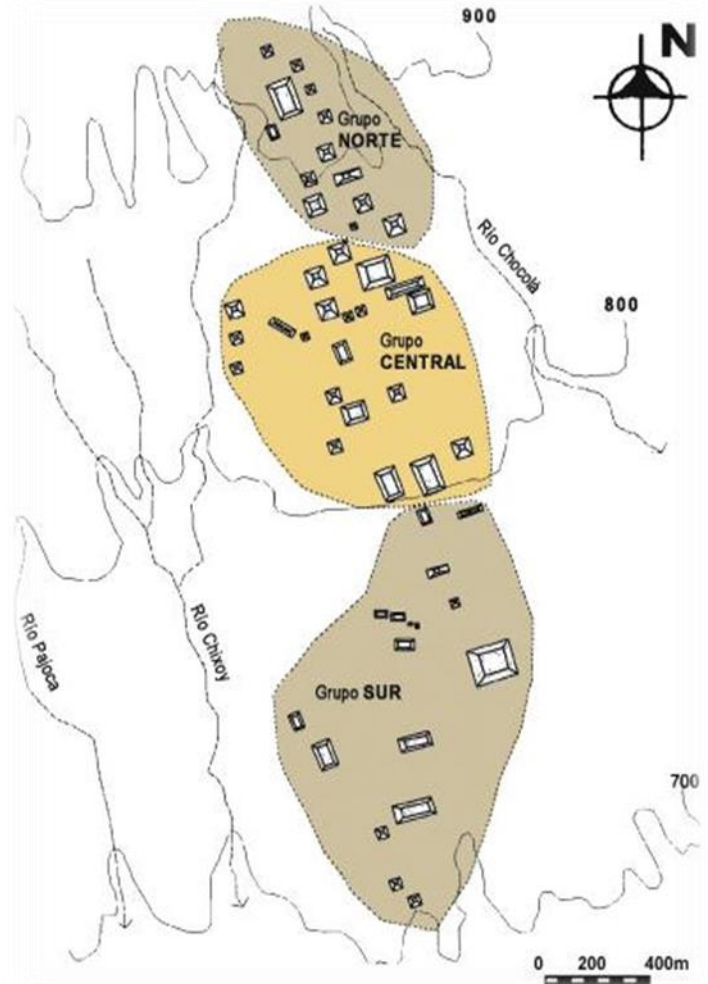 900
N
Grupo
NORTE
Río Chocolá
800
Grupo
CENTRAL
Río Pajoca
Río Chixoy
Grupo SUR
700
0 200 400m